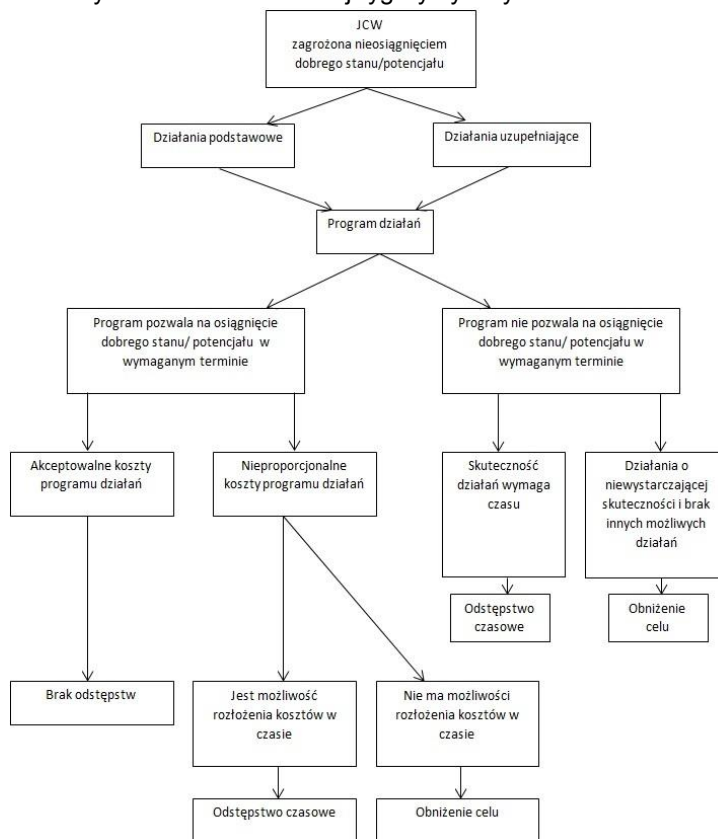 JCW
zagrożona nieosiągnięciem
dobrego stanu/potencjału
Działania podstawowe
Działania uzupełniające
Program działań
Program pozwala na osiągnięcie
dobrego stanu/ potencjału w
wymaganym terminie
Program nie pozwala na osiągnięcie
dobrego stanu/ potencjału w
wymaganym terminie
Akceptowalne koszty
programu działań
Nieproporcjonalne
koszty programu działań
Skuteczność
działań wymaga
czasu
Działania o
niewystarczającej
skuteczności i brak
innych możliwych
działań
Odstępstwo
czasowe
Obniżenie
celu
Brak odstępstw
Jest możliwość
rozłożenia kosztów w
czasie
Nie ma możliwości
rozłożenia kosztów w
czasie
Odstępstwo czasowe
Obniżenie celu